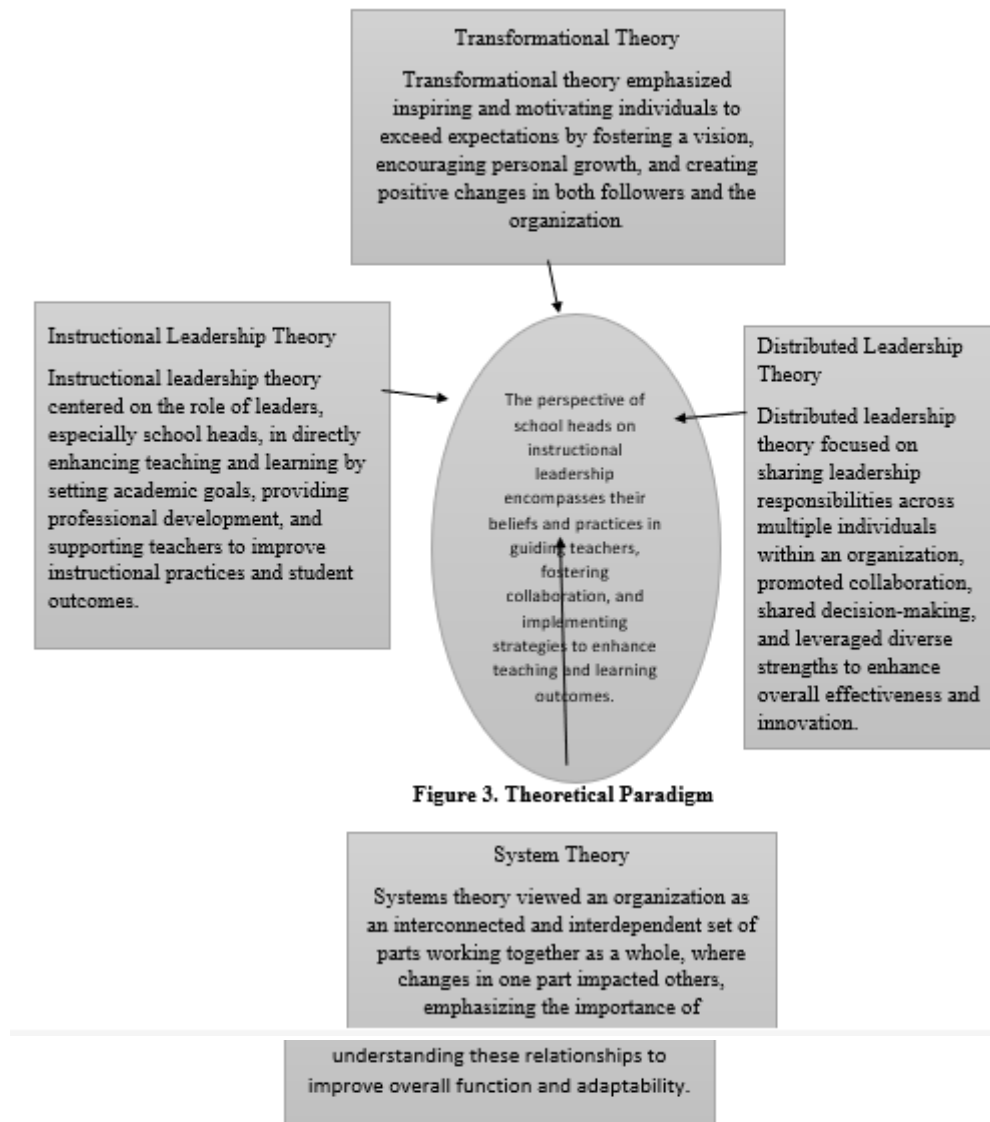 Transformational Theory
Transformational theory emphasized
inspiring and motivating individuals to
exceed expectations by fostering a vision,
encouraging personal growth, and creating
positive changes in both followers and the
organization
Instructional Leadership Theory
Instructional leadership theory
centered on the role of leaders,
especially school heads, in directly
enhancing teaching and learning by
setting academic goals, providing
professional development, and
supporting teachers to improve
instructional practices and student
outcomes.
The perspective of
school heads on
instructional
leadership
encompasses their
beliefs and practices in
guiding teachers,
fostering
collaboration, and
implementing
strategies to enhance
teaching and learning
outcomes.
Distributed Leadership
Theory
Distributed leadership
theory focused on
sharing leadership
responsibilities across
multiple individuals
within an organization,
promoted collaboration,
shared decision-making,
and leveraged diverse
strengths to enhance
overall effectiveness and
innovation.
Figure 3. Theoretical Paradigm
System Theory
Systems theory viewed an organization as
an interconnected and interdependent set of
parts working together as a whole, where
changes in one part impacted others,
emphasizing the importance of
understanding these relationships to
improve overall function and adaptability.